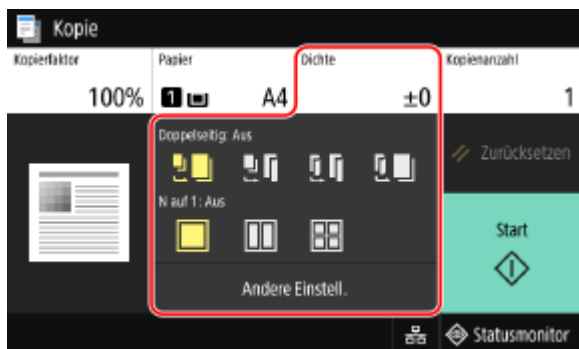 Kopie
Kopierfaktor
100%
Papier
1 A4
Dichte
±0
Kopienanzahl
1
Doppelseitig: Aus
N auf 1: Aus
Andere Einstell.
Zurücksetzen
Start
Statusmonitor